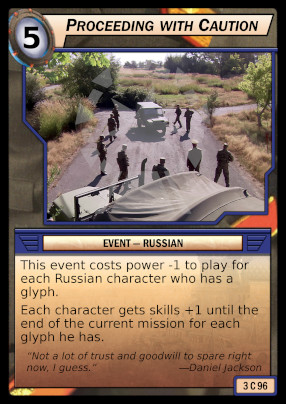 5
PROCEEDING WITH CAUTION
EVENT — RUSSIAN
This event costs power -1 to play for
each Russian character who has a
glyph.
Each character gets skills +1 until the
end of the current mission for each
glyph he has.
"Not a lot of trust and goodwill to spare right
now, I guess." —Daniel Jackson
3 C 96